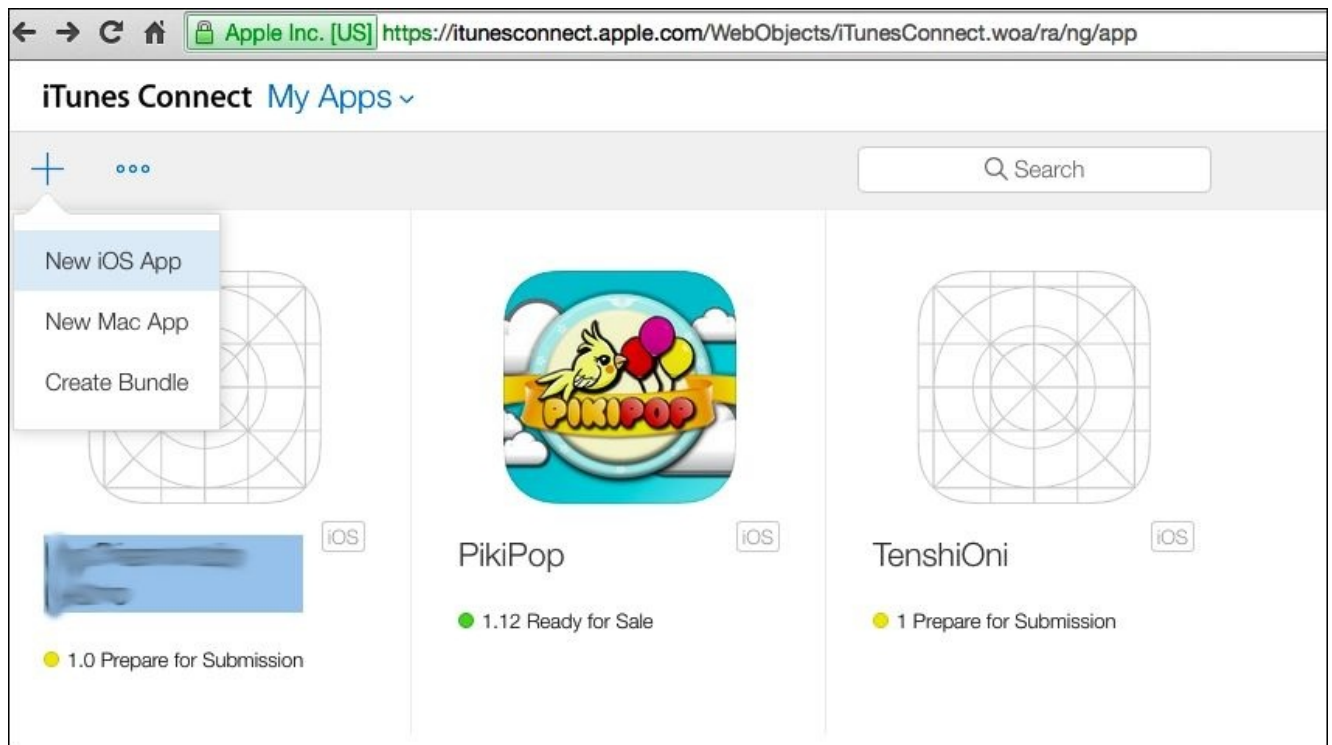 Apple Inc. [US] https://itunesconnect.apple.com/WebObjects/iTunesConnect.woa/ra/ng/app
iTunes Connect My Apps
Search
New iOS App
New Mac App
Create Bundle
PIKIPOP
iOS
PikiPop
iOS
TenshiOni
iOS
1.0 Prepare for Submission
1.12 Ready for Sale
1 Prepare for Submission